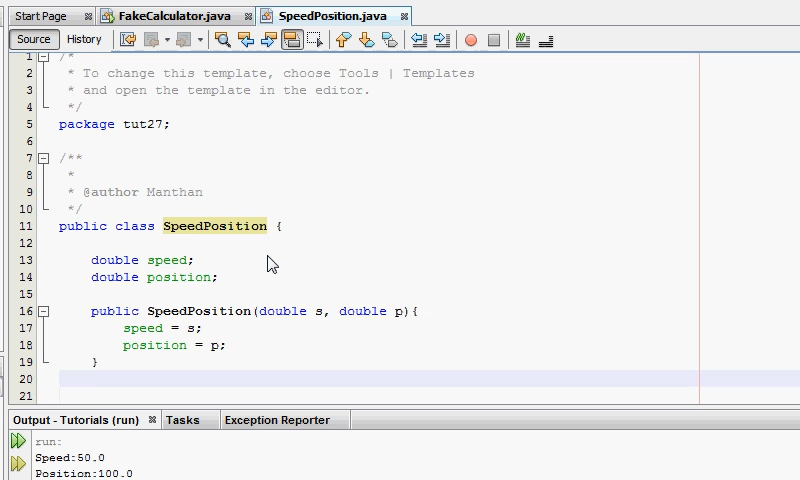 Start Page FakeCalculator.java SpeedPosition.java
Source History
1 /*
2 * To change this template, choose Tools | Templates
3 * and open the template in the editor.
4 */
5 package tut27;
6
7 /**
8 *
9 * @author Manthan
10 */
11 public class SpeedPosition {
12
13 double speed;
14 double position;
15
16 public SpeedPosition(double s, double p){
17 speed = s;
18 position = p;
19 }
20
21
Output - Tutorials (run) Tasks Exception Reporter
run:
Speed:50.0
Position:100.0